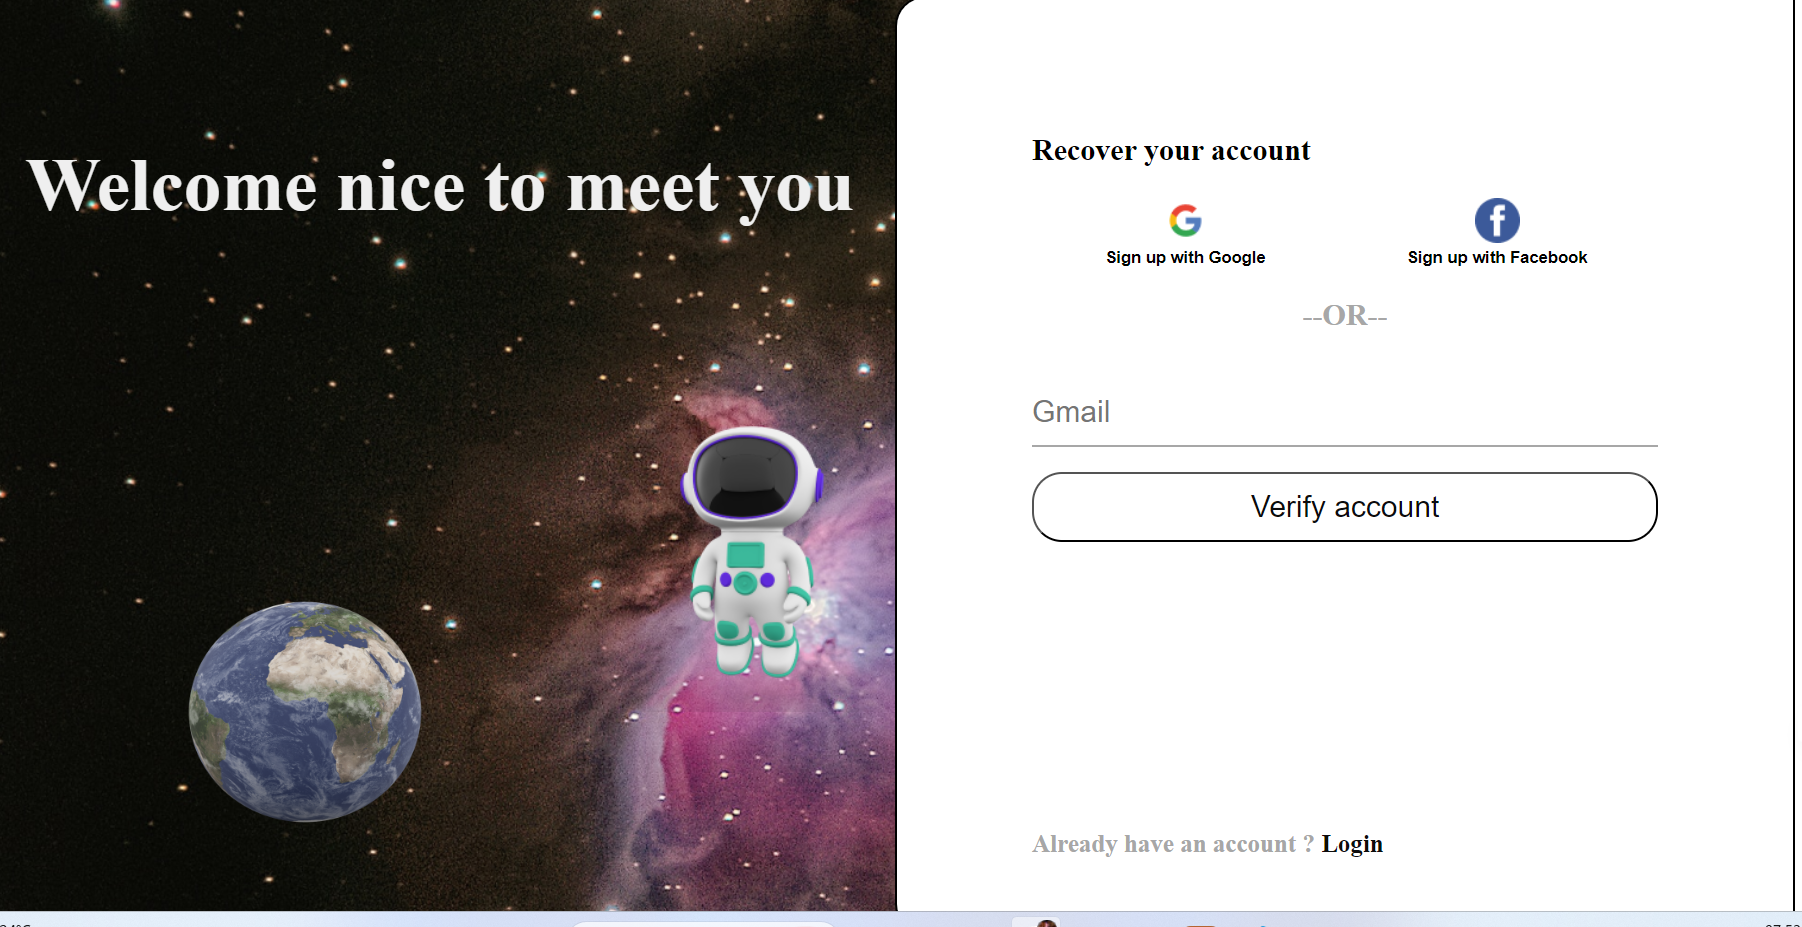 Welcome nice to meet you
Recover your account
Sign up with Google
Sign up with Facebook
--OR--
Gmail
Verify account
Already have an account ? Login